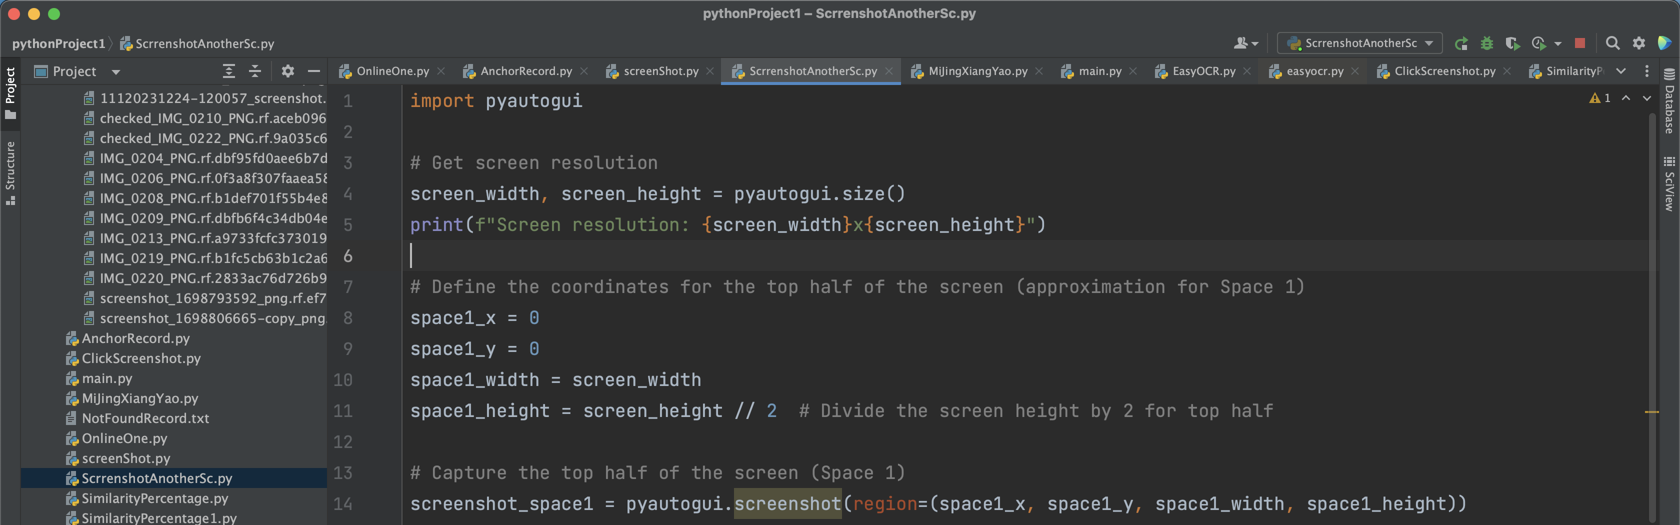 pythonProject1 – ScrrenshotAnotherSc.py
pythonProject1 ScrrenshotAnotherSc.py
ScrrenshotAnotherSc
Project
OnlineOne.py AnchorRecord.py screenShot.py ScrrenshotAnotherSc.py MiJingXiangYao.py main.py EasyOCR.py easyocr.py ClickScreenshot.py SimilarityP
Project
Structure
11120231224-120057_screenshot.
checked_IMG_0210_PNG.rf.aceb096
checked_IMG_0222_PNG.rf.9a035c6
IMG_0204_PNG.rf.dbf95fd0aee6b7d
IMG_0206_PNG.rf.0f3a8f307faaea58
IMG_0208_PNG.rf.b1def701f55b4e8
IMG_0209_PNG.rf.dbfb6f4c34db04e
IMG_0213_PNG.rf.a9733fcfc373019
IMG_0219_PNG.rf.b1fc5cb63b1c2a6
IMG_0220_PNG.rf.2833ac76d726b9
screenshot_1698793592_png.rf.ef7
screenshot_1698806665-copy_png.
AnchorRecord.py
ClickScreenshot.py
main.py
MiJingXiangYao.py
NotFoundRecord.txt
OnlineOne.py
screenShot.py
ScrrenshotAnotherSc.py
SimilarityPercentage.py
SimilarityPercentage1.py
1 import pyautogui
2
3 # Get screen resolution
4 screen_width, screen_height = pyautogui.size()
5 print(f"Screen resolution: {screen_width}x{screen_height}")
6
7 # Define the coordinates for the top half of the screen (approximation for Space 1)
8 space1_x = 0
9 space1_y = 0
10 space1_width = screen_width
11 space1_height = screen_height // 2  # Divide the screen height by 2 for top half
12
13 # Capture the top half of the screen (Space 1)
14 screenshot_space1 = pyautogui.screenshot(region=(space1_x, space1_y, space1_width, space1_height))
1
Database
SciView